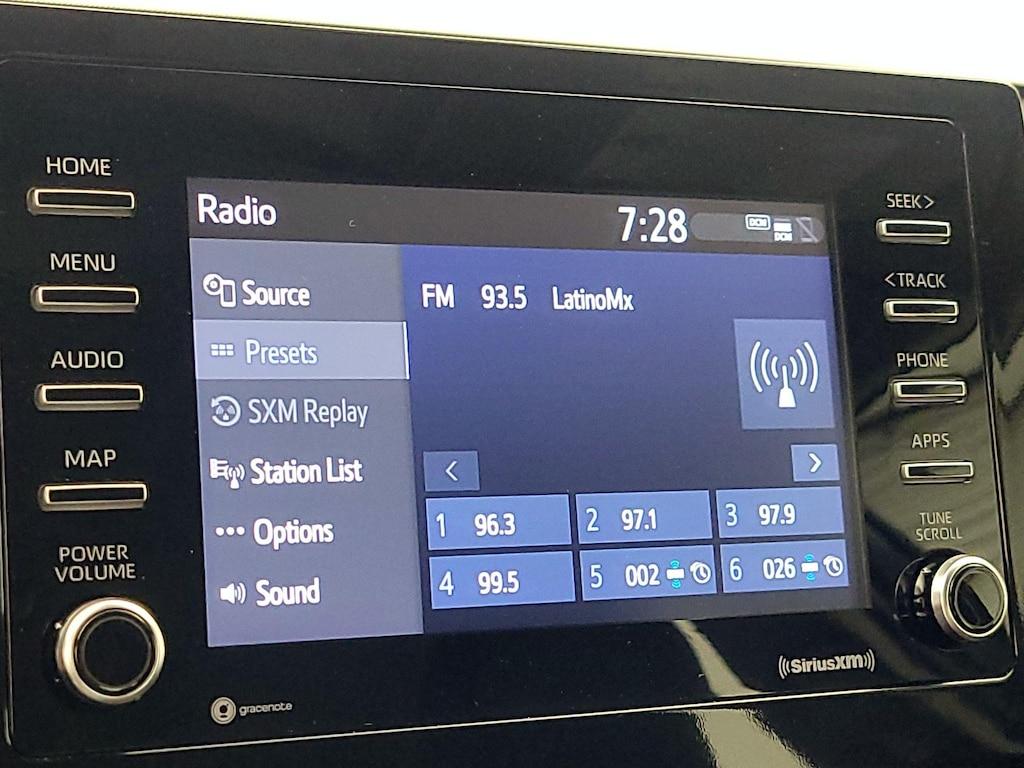 HOME
MENU
AUDIO
MAP
POWER
VOLUME
Radio
7:28
DCM
DCM
Source
Presets
SXM Replay
Station List
Options
Sound
FM 93.5 LatinoMx
<
>
1 96.3
2 97.1
3 97.9
4 99.5
5 002
6 026
SEEK>
<TRACK
PHONE
APPS
TUNE
SCROLL
gracenote
SiriusXM